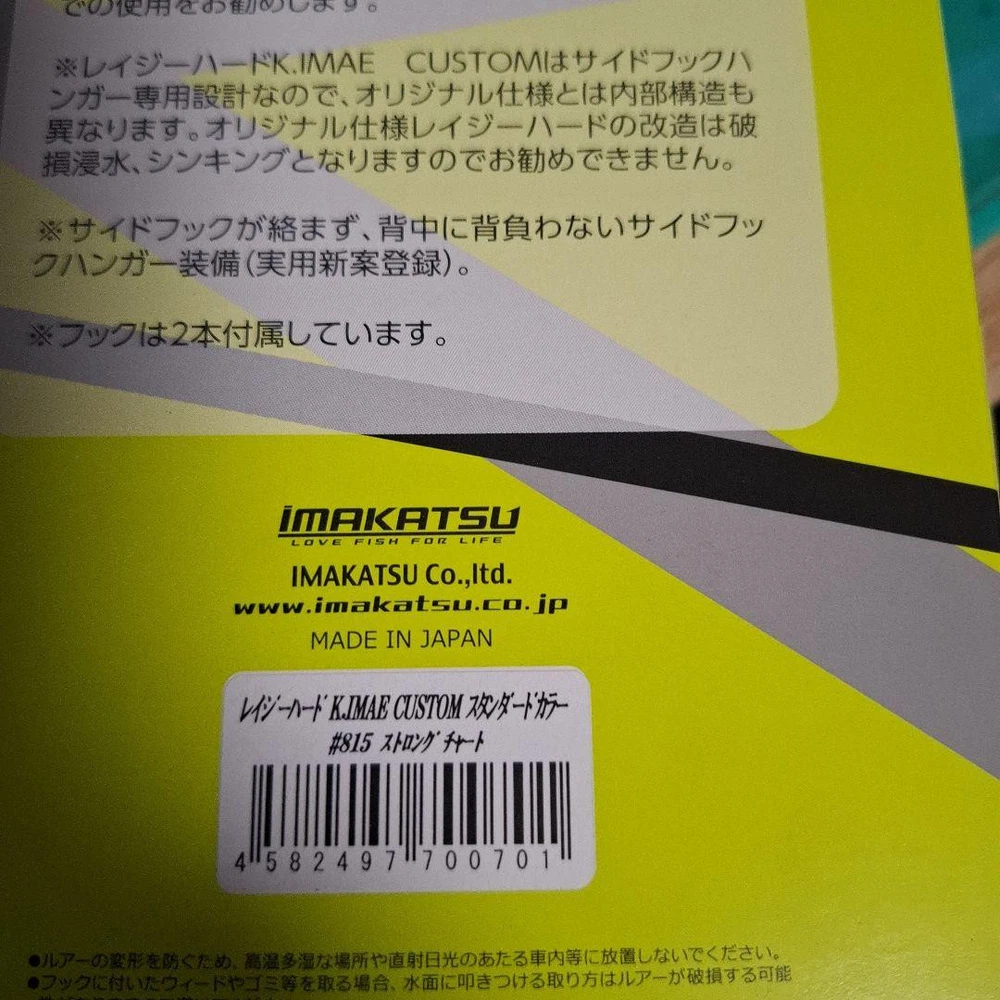 での使用をお勧めします。
※レイジーハードK.IMAE CUSTOMはサイドフックハ
ンガー専用設計なので、オリジナル仕様とは内部構造も
異なります。オリジナル仕様レイジーハードの改造は破
損浸水、シンキングとなりますのでお勧めできません。
※サイドフックが絡まず、背中に背負わないサイドフッ
クハンガー装備(実用新案登録)。
※フックは2本付属しています。
iMAKATSU
LOVE FISH FOR LIFE
IMAKATSU Co.,ltd.
www.imakatsu.co.jp
MADE IN JAPAN
レイジーハード K.IMAE CUSTOM スタンダードカラー
#815 ストロングチャート
4582497700701
●ルアーの変形を防ぐため、高温多湿な場所や直射日光のあたる車内等に放置しないでください。
●フックに付いたウィードやゴミ等を取る場合、水面に叩きつける取り方はルアーが破損する可能